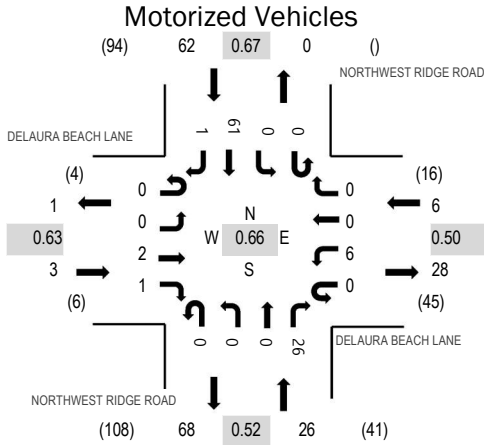 Motorized Vehicles
(94) 62 0.67 0 ()
NORTHWEST RIDGE ROAD
DELAURA BEACH LANE
1 61 0 0
(4) (16)
1 0 0 6
0 N 0
0.63 W 0.66 E 0.50
2 S 6
3 1 0 28
(6) (45)
0 0 0 26
DELAURA BEACH LANE
NORTHWEST RIDGE ROAD
(108) 68 0.52 26 (41)